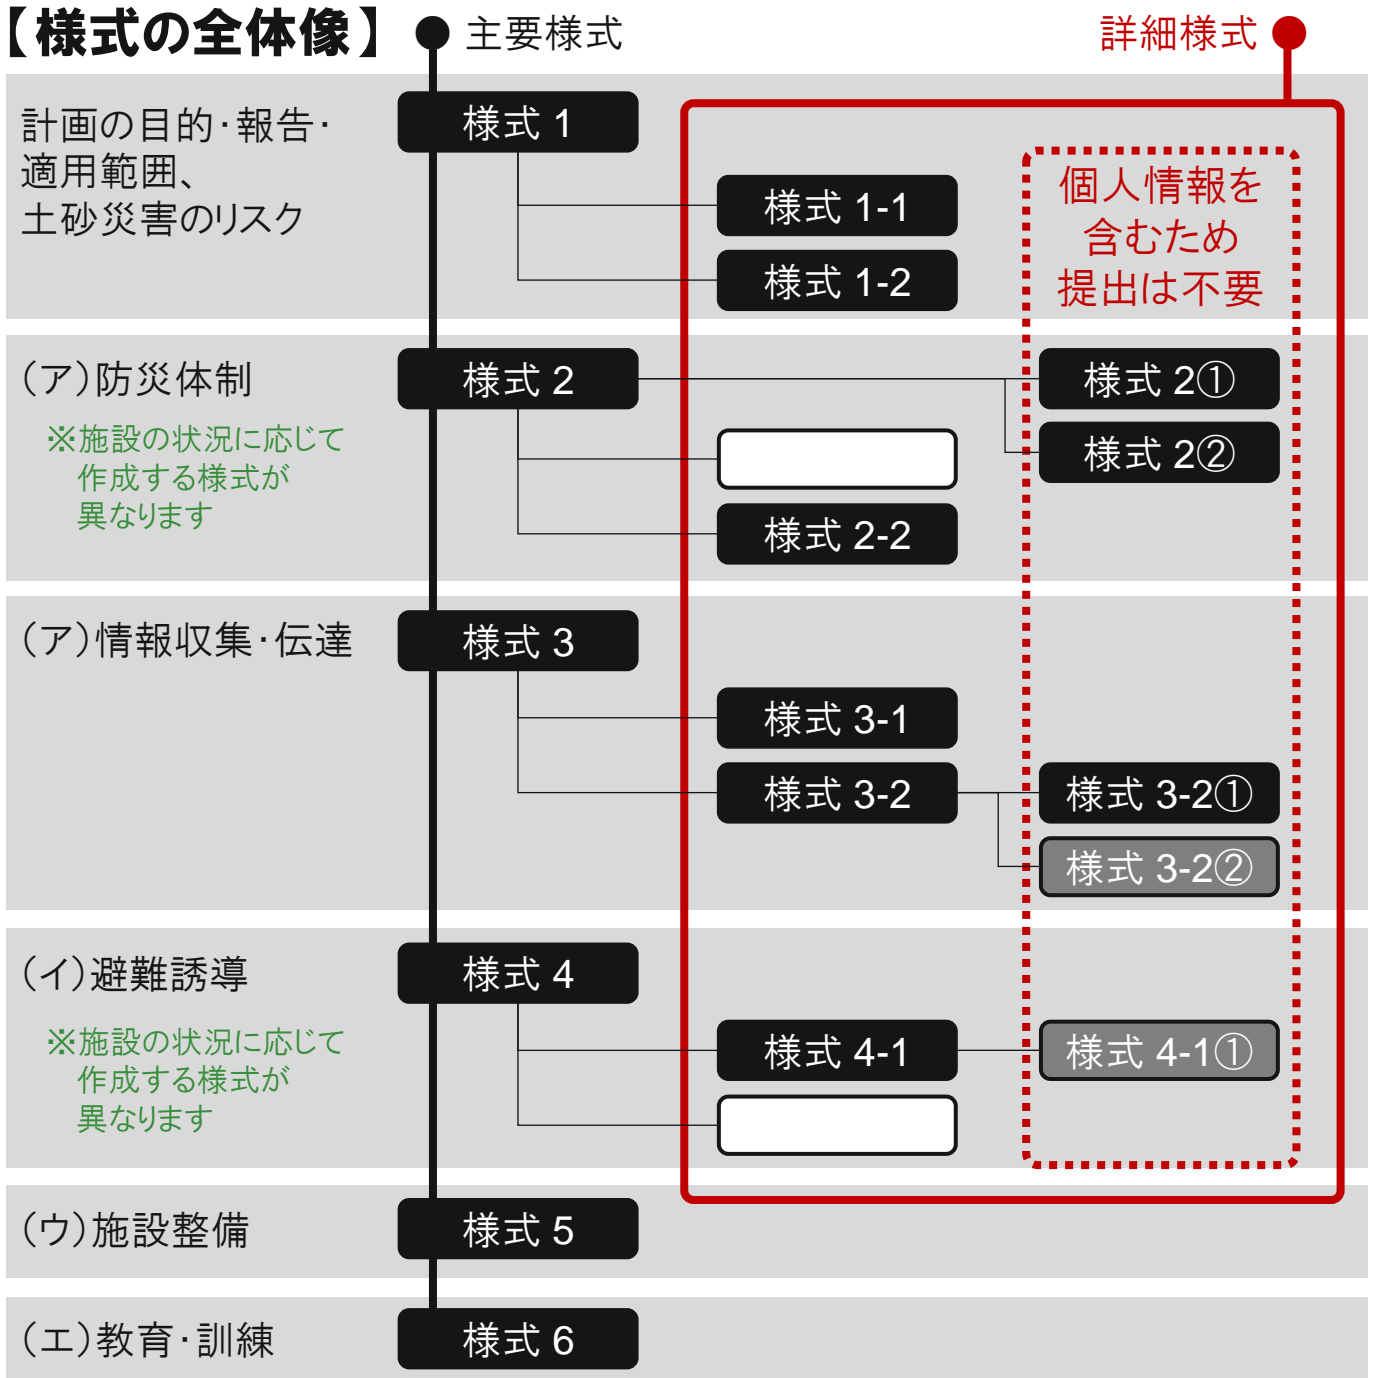 【様式の全体像】
主要様式
詳細様式
計画の目的・報告・
適用範囲、
土砂災害のリスク
様式 1
様式 1-1
様式 1-2
個人情報を
含むため
提出は不要
(ア)防災体制
※施設の状況に応じて
作成する様式が
異なります
様式 2
様式 2-2
様式 2①
様式 2②
(ア)情報収集・伝達
様式 3
様式 3-1
様式 3-2
様式 3-2①
様式 3-2②
(イ)避難誘導
※施設の状況に応じて
作成する様式が
異なります
様式 4
様式 4-1
様式 4-1①
(ウ)施設整備
様式 5
(エ)教育・訓練
様式 6